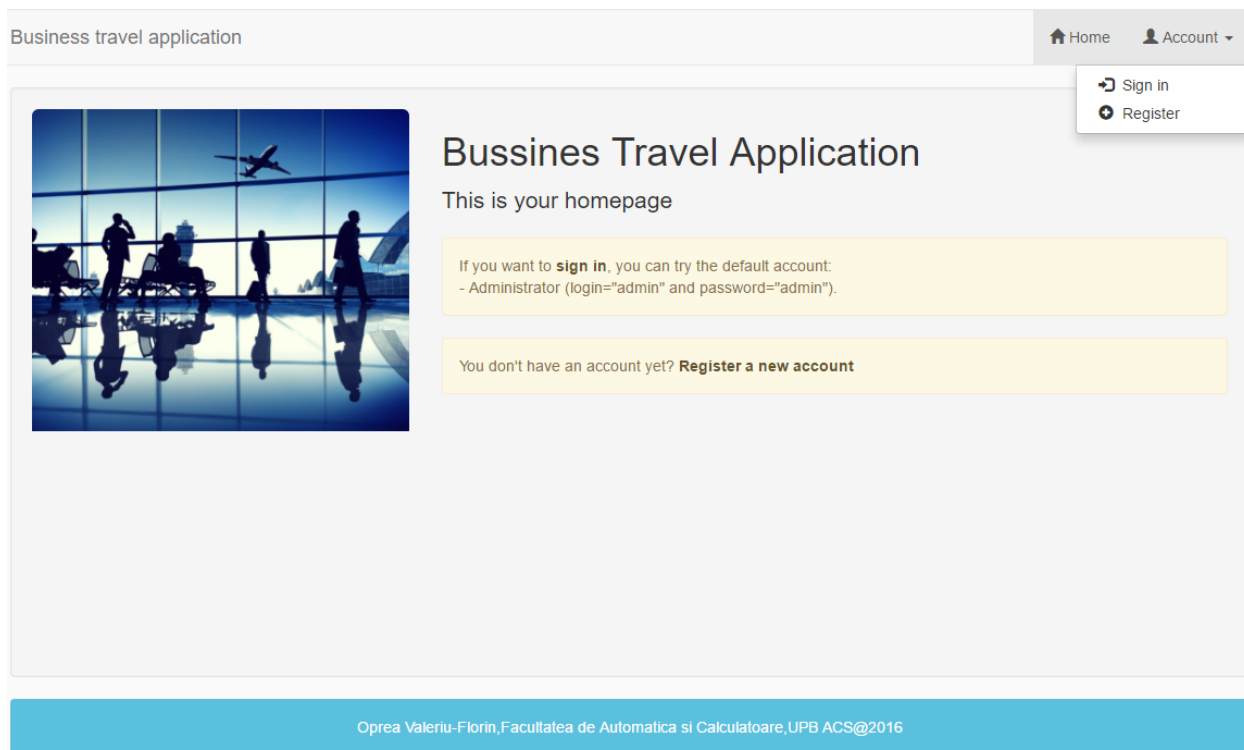 Business travel application
Home
Account
Sign in
Register
Bussines Travel Application
This is your homepage
If you want to sign in, you can try the default account:
- Administrator (login="admin" and password="admin").
You don't have an account yet? Register a new account
Oprea Valeriu-Florin,Facultatea de Automatica si Calculatoare,UPB ACS@2016